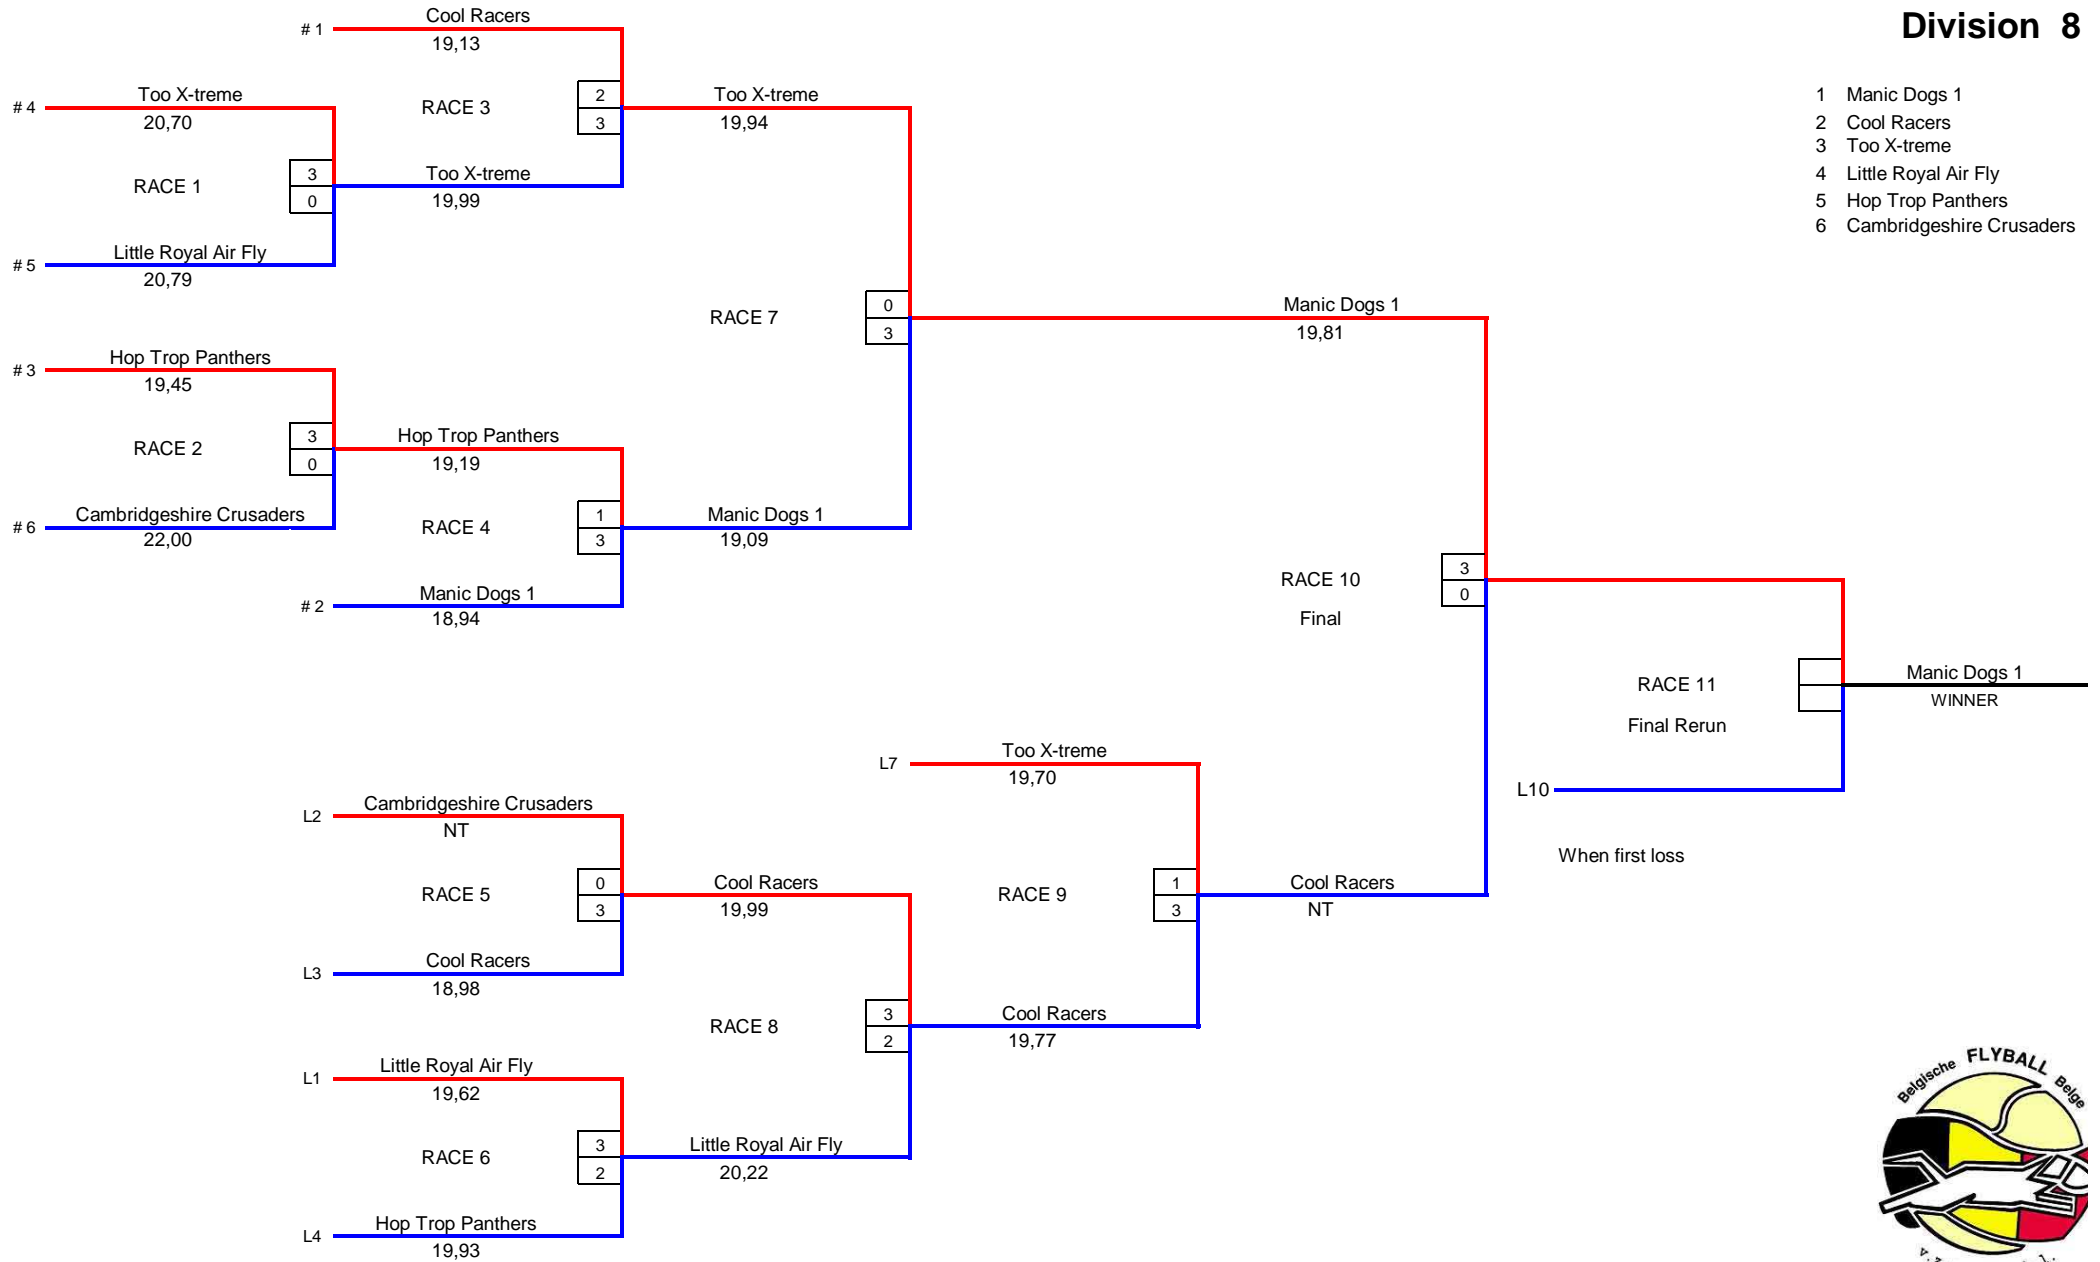 Division 8
1 Manic Dogs 1
2 Cool Racers
3 Too X-treme
4 Little Royal Air Fly
5 Hop Trop Panthers
6 Cambridgeshire Crusaders
# 1
Cool Racers
19,13
# 4
Too X-treme
20,70
RACE 3
2
3
Too X-treme
19,94
RACE 1
3
0
Too X-treme
19,99
# 5
Little Royal Air Fly
20,79
RACE 7
0
3
Manic Dogs 1
19,81
# 3
Hop Trop Panthers
19,45
RACE 2
3
0
Hop Trop Panthers
19,19
# 6
Cambridgeshire Crusaders
22,00
RACE 4
1
3
Manic Dogs 1
19,09
# 2
Manic Dogs 1
18,94
RACE 10
Final
3
0
RACE 11
Final Rerun
Manic Dogs 1
WINNER
L7
Too X-treme
19,70
L10
When first loss
L2
Cambridgeshire Crusaders
NT
RACE 5
0
3
Cool Racers
19,99
RACE 9
1
3
Cool Racers
NT
L3
Cool Racers
18,98
RACE 8
3
2
Cool Racers
19,77
L1
Little Royal Air Fly
19,62
RACE 6
3
2
Little Royal Air Fly
20,22
L4
Hop Trop Panthers
19,93
Belgische FLYBALL Belge